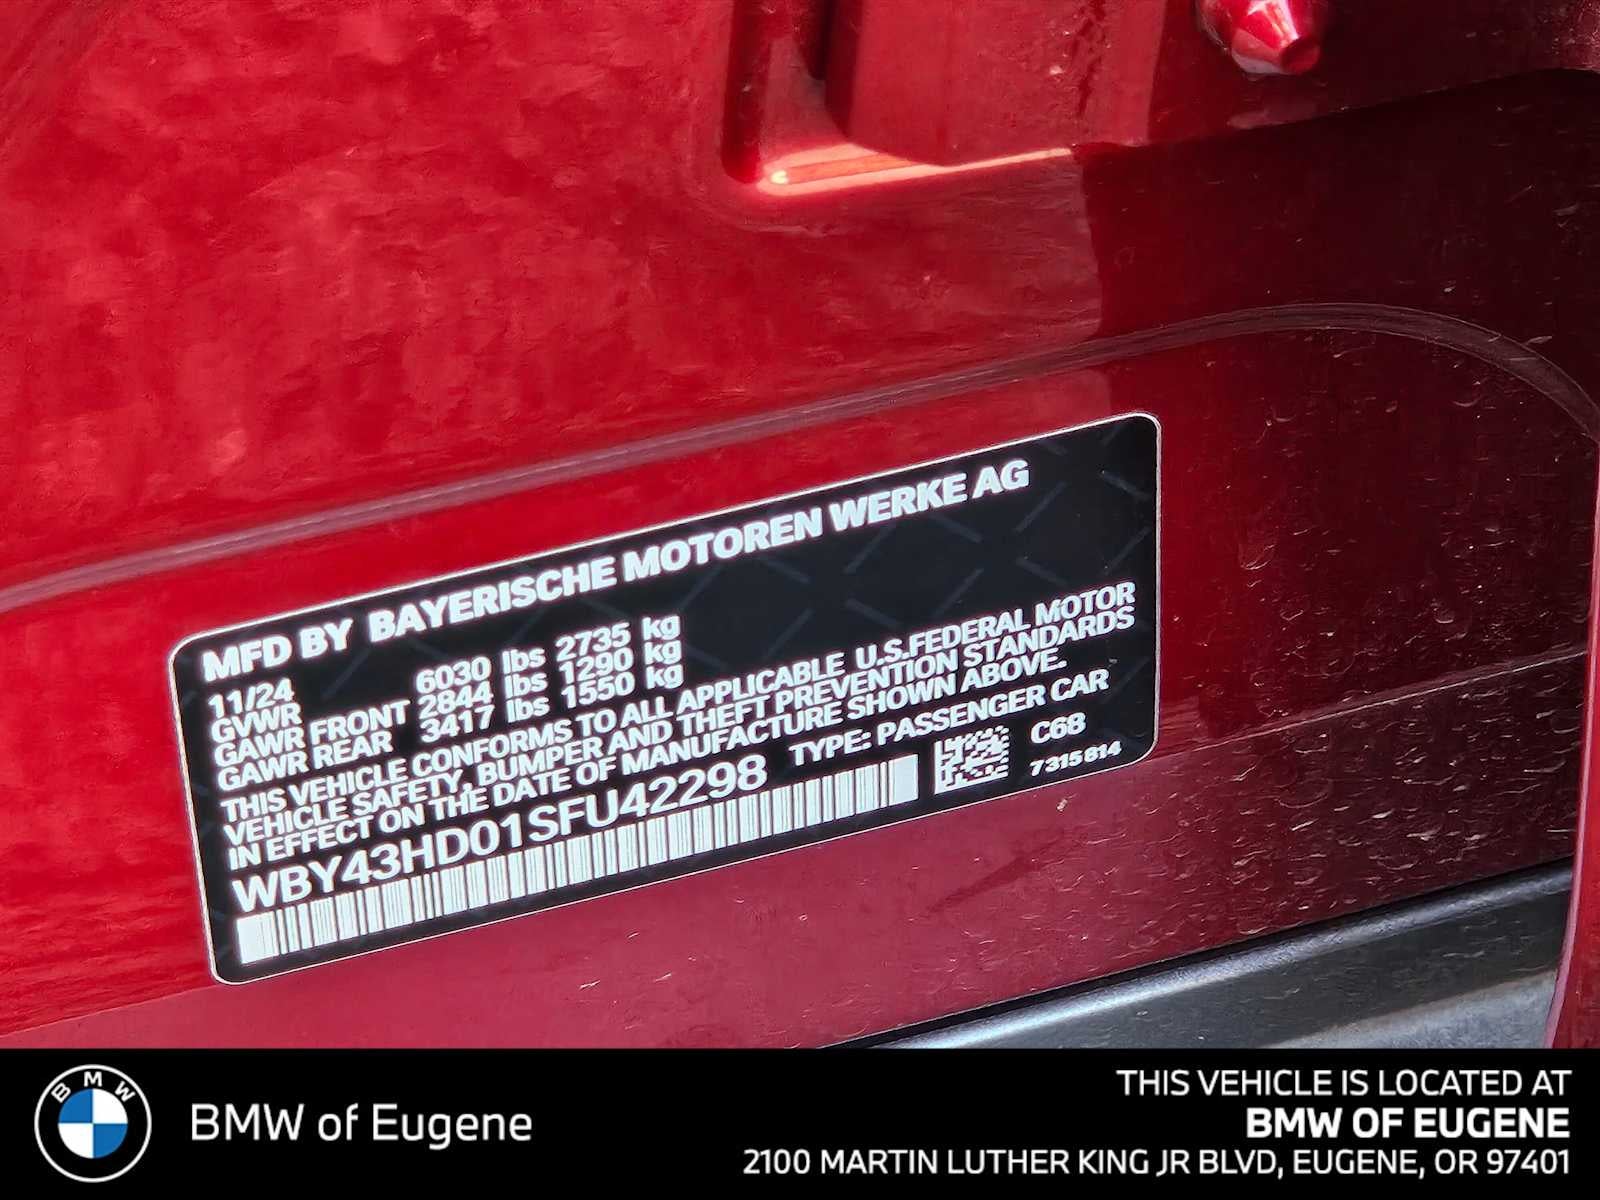 MFD BY BAYERISCHE MOTOREN WERKE AG
11/24
GVWR 6030 lbs 2735 kg
GAWR FRONT 2844 lbs 1290 kg
GAWR REAR 3417 lbs 1550 kg
THIS VEHICLE CONFORMS TO ALL APPLICABLE U.S.FEDERAL MOTOR
VEHICLE SAFETY, BUMPER AND THEFT PREVENTION STANDARDS
IN EFFECT ON THE DATE OF MANUFACTURE SHOWN ABOVE.
WBY43HD01SFU42298 TYPE: PASSENGER CAR
C68
7315814
BMW
BMW of Eugene
THIS VEHICLE IS LOCATED AT
BMW OF EUGENE
2100 MARTIN LUTHER KING JR BLVD, EUGENE, OR 97401